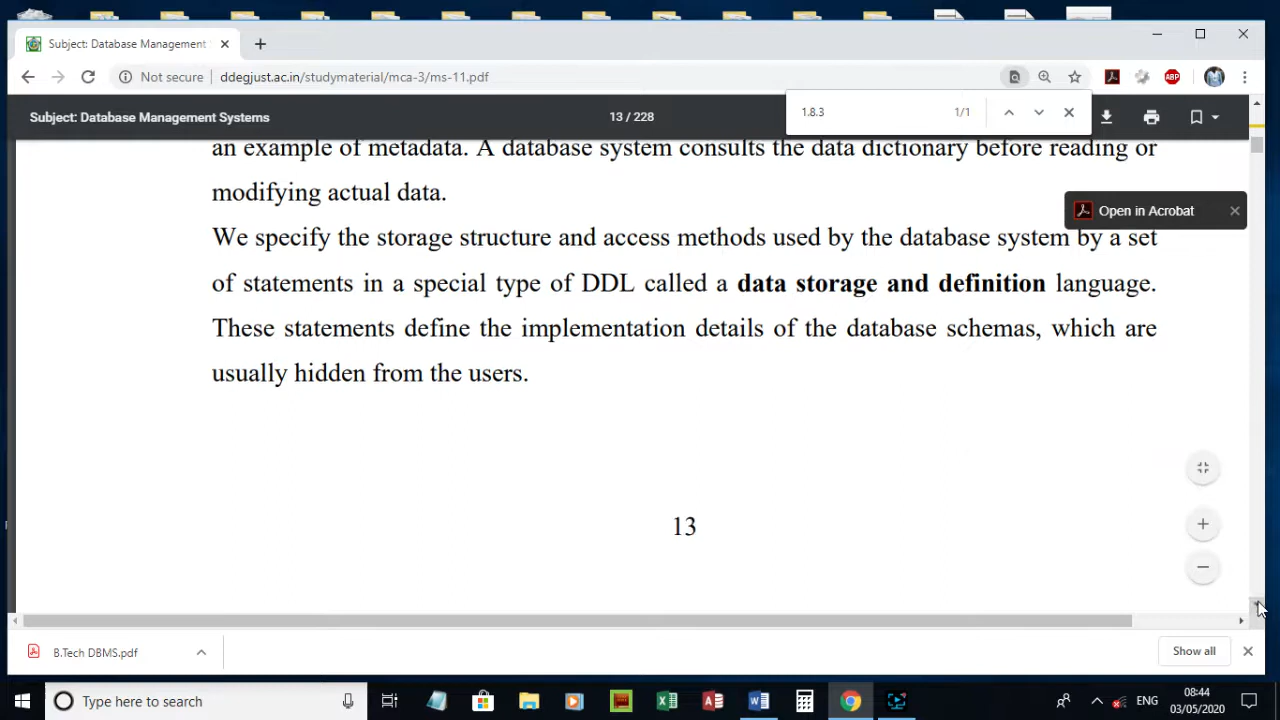 Subject: Database Management
Not secure
ddegjust.ac.in/studymaterial/mca-3/ms-11.pdf
ABP
Subject: Database Management Systems
13 / 228
1.8.3
1/1
an example of metadata. A database system consults the data dictionary before reading or
modifying actual data.
Open in Acrobat
We specify the storage structure and access methods used by the database system by a set
of statements in a special type of DDL called a data storage and definition language.
These statements define the implementation details of the database schemas, which are
usually hidden from the users.
13
B.Tech DBMS.pdf
Show all
Type here to search
ENG
08:44
03/05/2020